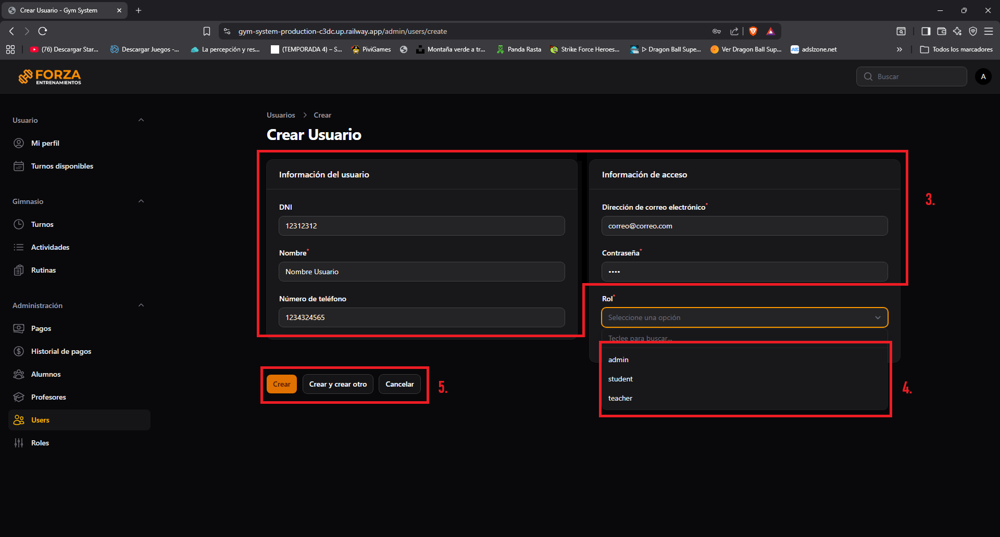 Crear Usuario - Gym System
gym-system-production-c3dc.up.railway.app/admin/users/create
(76) Descargar Star...
Descargar Juegos -...
La percepción y res...
(TEMPORADA 4) – S...
PiviGames
Montaña verde a tr...
Panda Rasta
Strike Force Heroes...
▷ Dragon Ball Supe...
Ver Dragon Ball Sup...
adslzone.net
»
Todos los marcadores
FORZA
ENTRENAMIENTOS
Buscar
A
Usuario
Mi perfil
Turnos disponibles
Gimnasio
Turnos
Actividades
Rutinas
Administración
Pagos
Historial de pagos
Alumnos
Profesores
Users
Roles
Usuarios > Crear
Crear Usuario
Información del usuario
DNI
12312312
Nombre*
Nombre Usuario
Número de teléfono
1234324565
Información de acceso
Dirección de correo electrónico*
correo@correo.com
Contraseña*
••••
Rol*
Seleccione una opción
Teclee para buscar...
admin
student
teacher
3.
4.
Crear
Crear y crear otro
Cancelar
5.